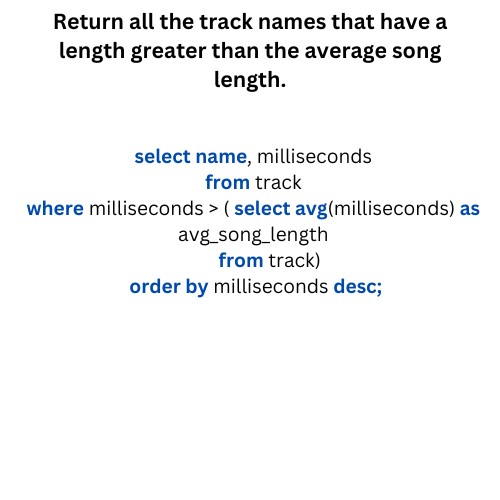 Return all the track names that have a
length greater than the average song
length.
select name, milliseconds
from track
where milliseconds > ( select avg(milliseconds) as
avg_song_length
from track)
order by milliseconds desc;